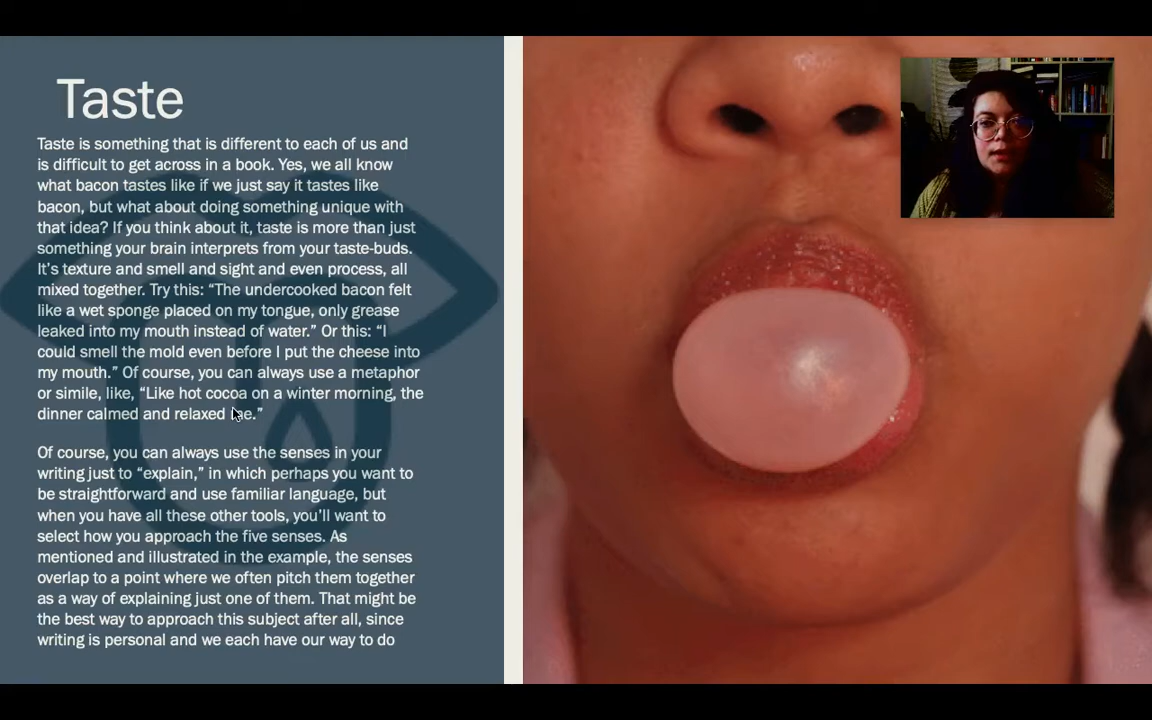 Taste
Taste is something that is different to each of us and
is difficult to get across in a book. Yes, we all know
what bacon tastes like if we just say it tastes like
bacon, but what about doing something unique with
that idea? If you think about it, taste is more than just
something your brain interprets from your taste-buds.
It’s texture and smell and sight and even process, all
mixed together. Try this: “The undercooked bacon felt
like a wet sponge placed on my tongue, only grease
leaked into my mouth instead of water.” Or this: “I
could smell the mold even before I put the cheese into
my mouth.” Of course, you can always use a metaphor
or simile, like, “Like hot cocoa on a winter morning, the
dinner calmed and relaxed me.”
Of course, you can always use the senses in your
writing just to “explain,” in which perhaps you want to
be straightforward and use familiar language, but
when you have all these other tools, you’ll want to
select how you approach the five senses. As
mentioned and illustrated in the example, the senses
overlap to a point where we often pitch them together
as a way of explaining just one of them. That might be
the best way to approach this subject after all, since
writing is personal and we each have our way to do